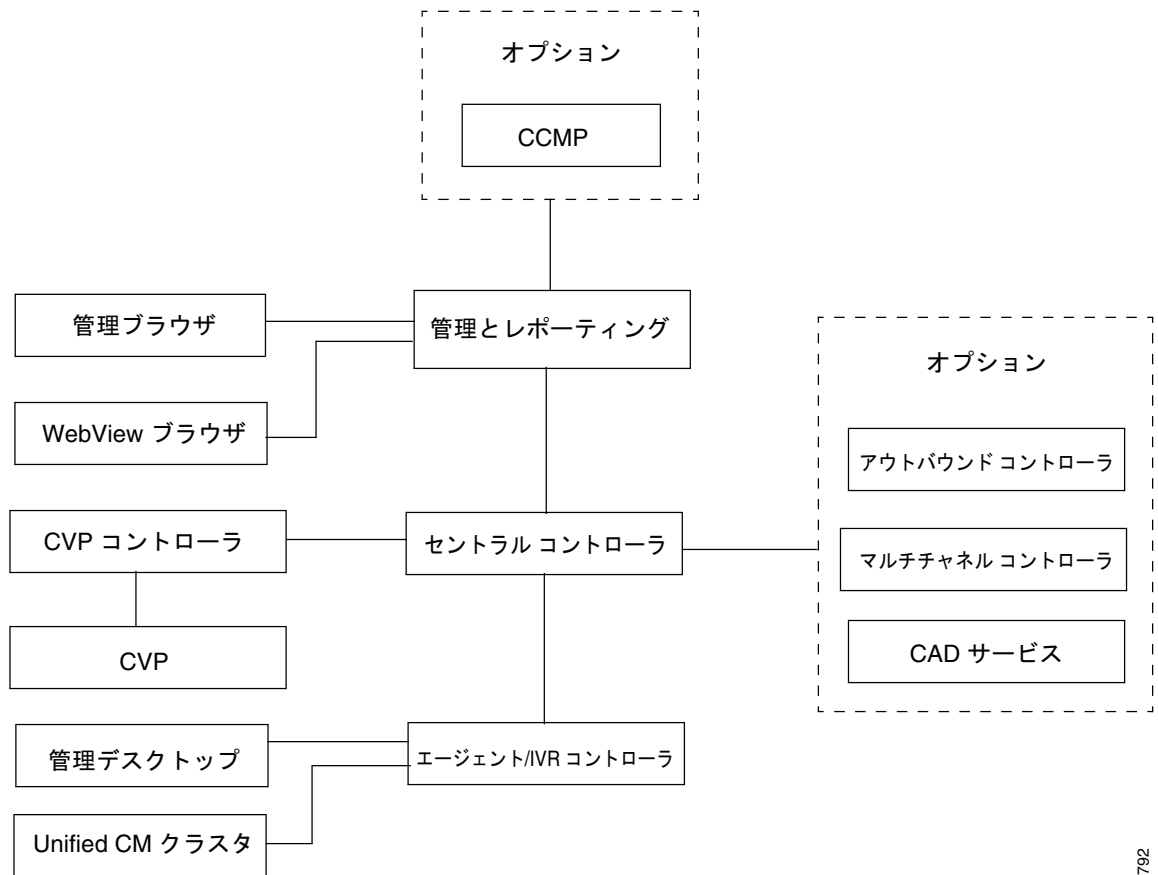 オプション
CCMP
管理ブラウザ
管理とレポーティング
WebView ブラウザ
オプション
アウトバウンド コントローラ
CVP コントローラ
セントラル コントローラ
マルチチャネル コントローラ
CVP
CAD サービス
管理デスクトップ
エージェント/IVR コントローラ
Unified CM クラスタ
792